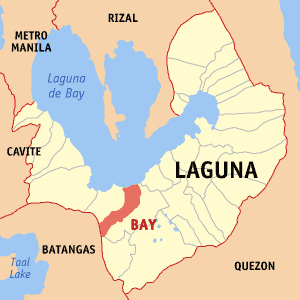 RIZAL
METRO
MANILA
Laguna
de Bay
CAVITE
LAGUNA
BAY
BATANGAS
Taal
Lake
QUEZON